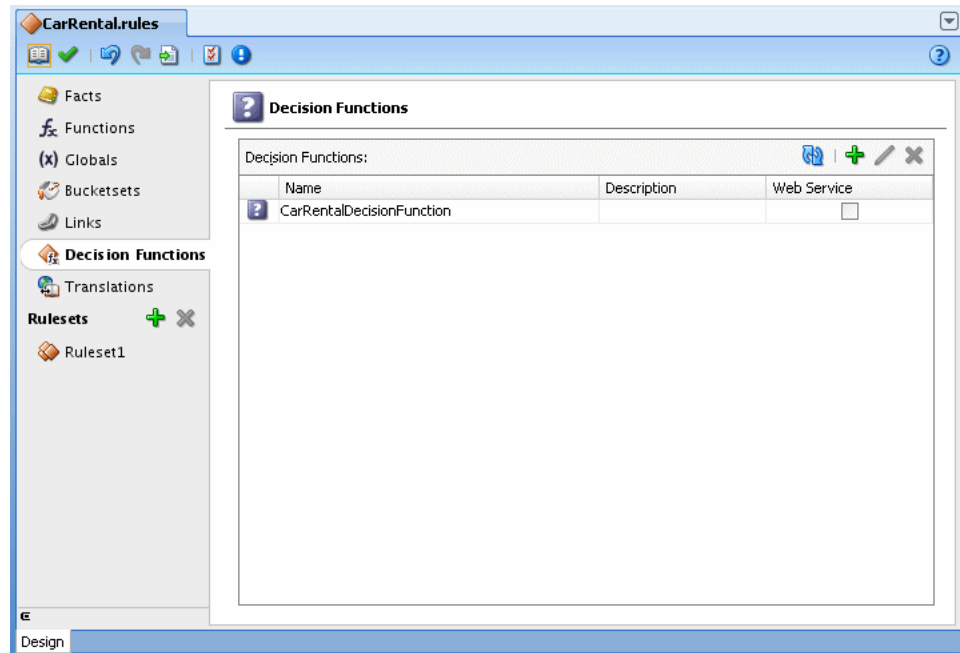 CarRental.rules
Facts
fx Functions
(x) Globals
Bucketsets
Links
Decision Functions
Translations
Rulesets
Ruleset1
Decision Functions
Decision Functions:
Name Description Web Service
CarRentalDecisionFunction
Design